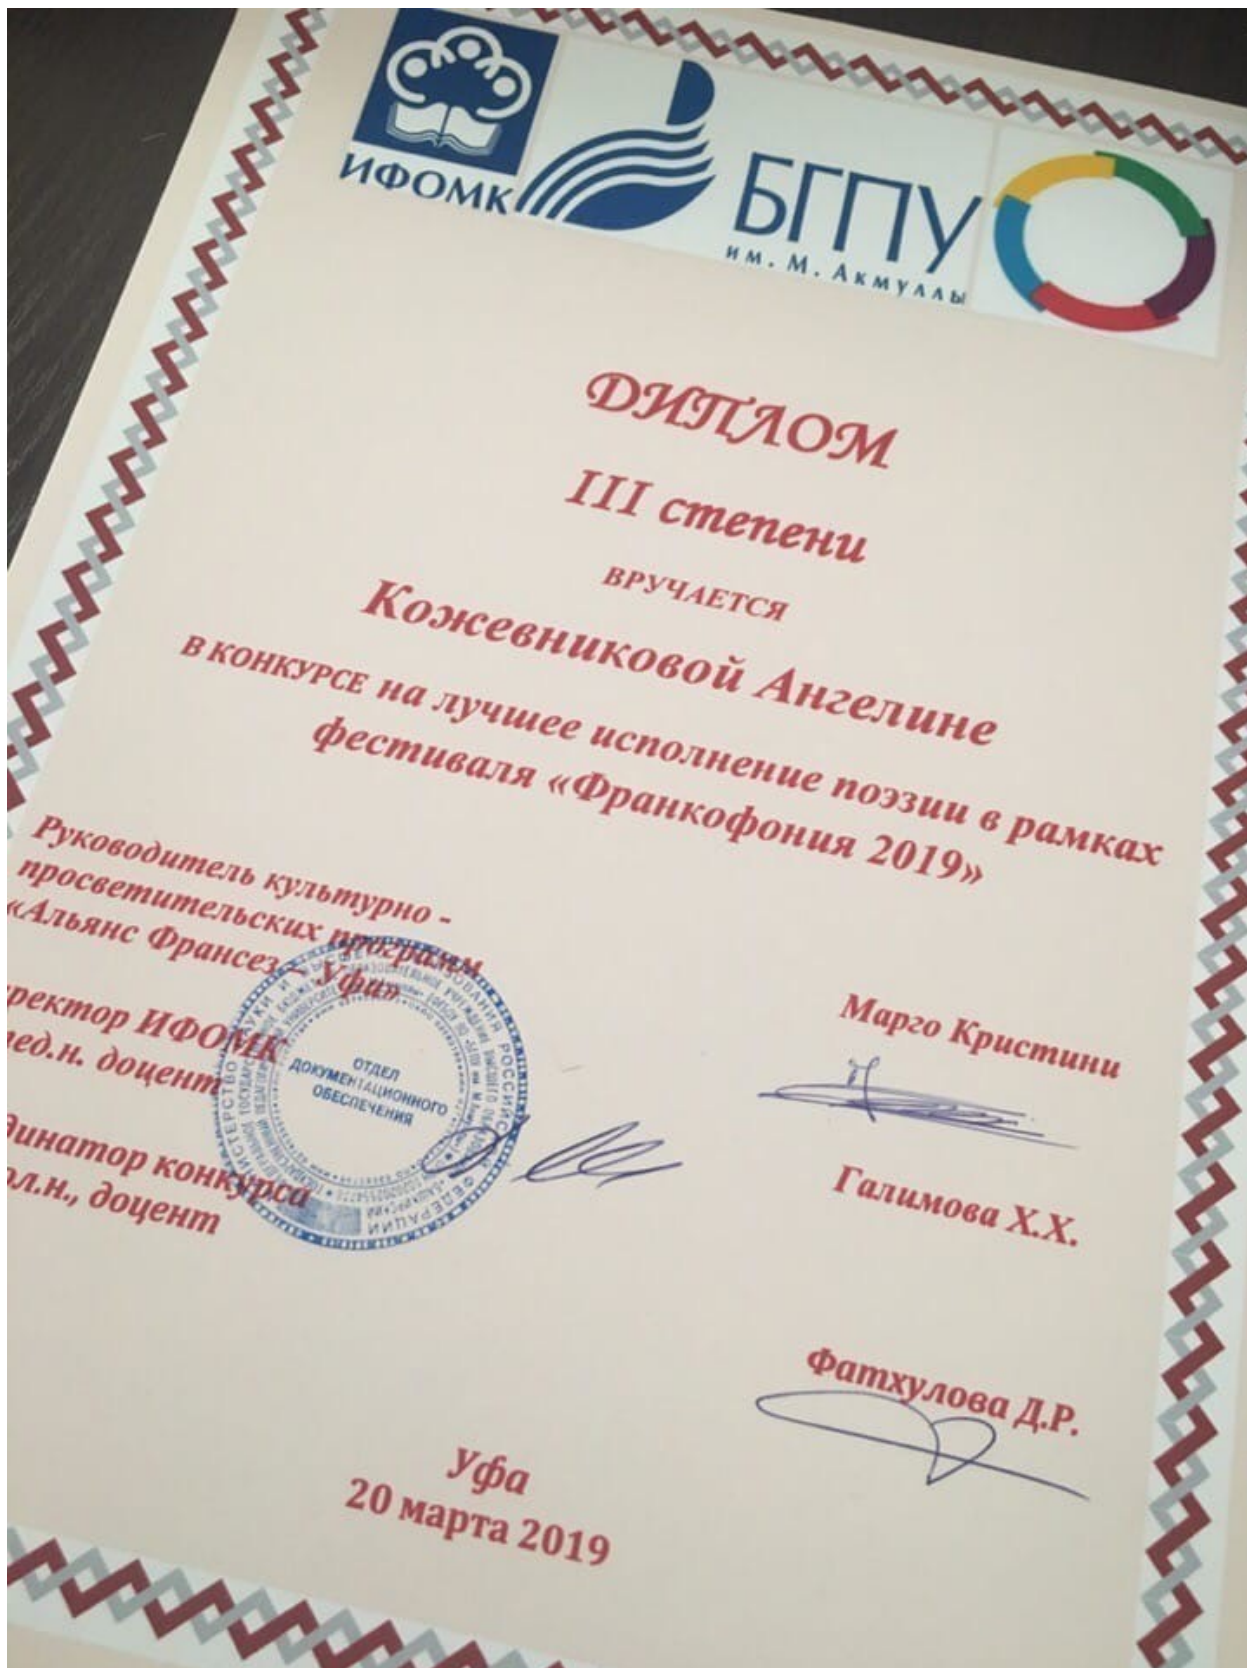 ИФОМК
БГПУ
им. М. Акмуллы
ДИПЛОМ
III степени
ВРУЧАЕТСЯ
Кожевниковой Ангелине
В КОНКУРСЕ на лучшее исполнение поэзии в рамках
фестиваля «Франкофония 2019»
Руководитель культурно -
просветительских программ
«Альянс Франсез – Уфа»
Марго Кристини
ректор ИФОМК
пед.н. доцент
Галимова Х.Х.
динатор конкурса
ол.н., доцент
Фатхулова Д.Р.
ОТДЕЛ
ДОКУМЕНТАЦИОННОГО
ОБЕСПЕЧЕНИЯ
Уфа
20 марта 2019